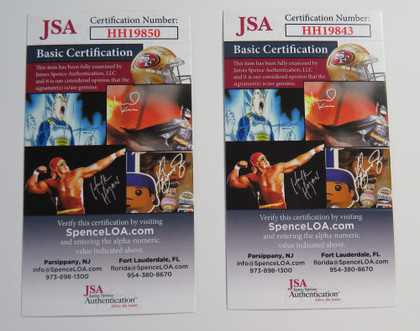 JSA
Certification Number:
HH19850
Basic Certification
This item has been fully examined by
James Spence Authentication, LLC
and it is our considered opinion that the
signature(s) is/are genuine.
Verify this certification by visiting
SpenceLOA.com
and entering the alpha-numeric
value indicated above.
Parsippany, NJ
info@SpenceLOA.com
973-898-1300
Fort Lauderdale, FL
florida@SpenceLOA.com
954-380-8670
JSA
James Spence
Authentication
JSA
Certification Number:
HH19843
Basic Certification
This item has been fully examined by
James Spence Authentication, LLC
and it is our considered opinion that the
signature(s) is/are genuine.
Verify this certification by visiting
SpenceLOA.com
and entering the alpha-numeric
value indicated above.
Parsippany, NJ
info@SpenceLOA.com
973-898-1300
Fort Lauderdale, FL
florida@SpenceLOA.com
954-380-8670
JSA
James Spence
Authentication